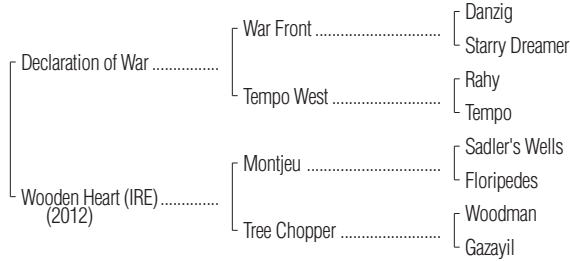 Danzig
War Front ..............................
Starry Dreamer
Declaration of War ................
Rahy
Tempo West ..........................
Tempo
Sadler's Wells
Montjeu ................................
Floripedes
Wooden Heart (IRE) .............
(2012)
Woodman
Tree Chopper ........................
Gazayil